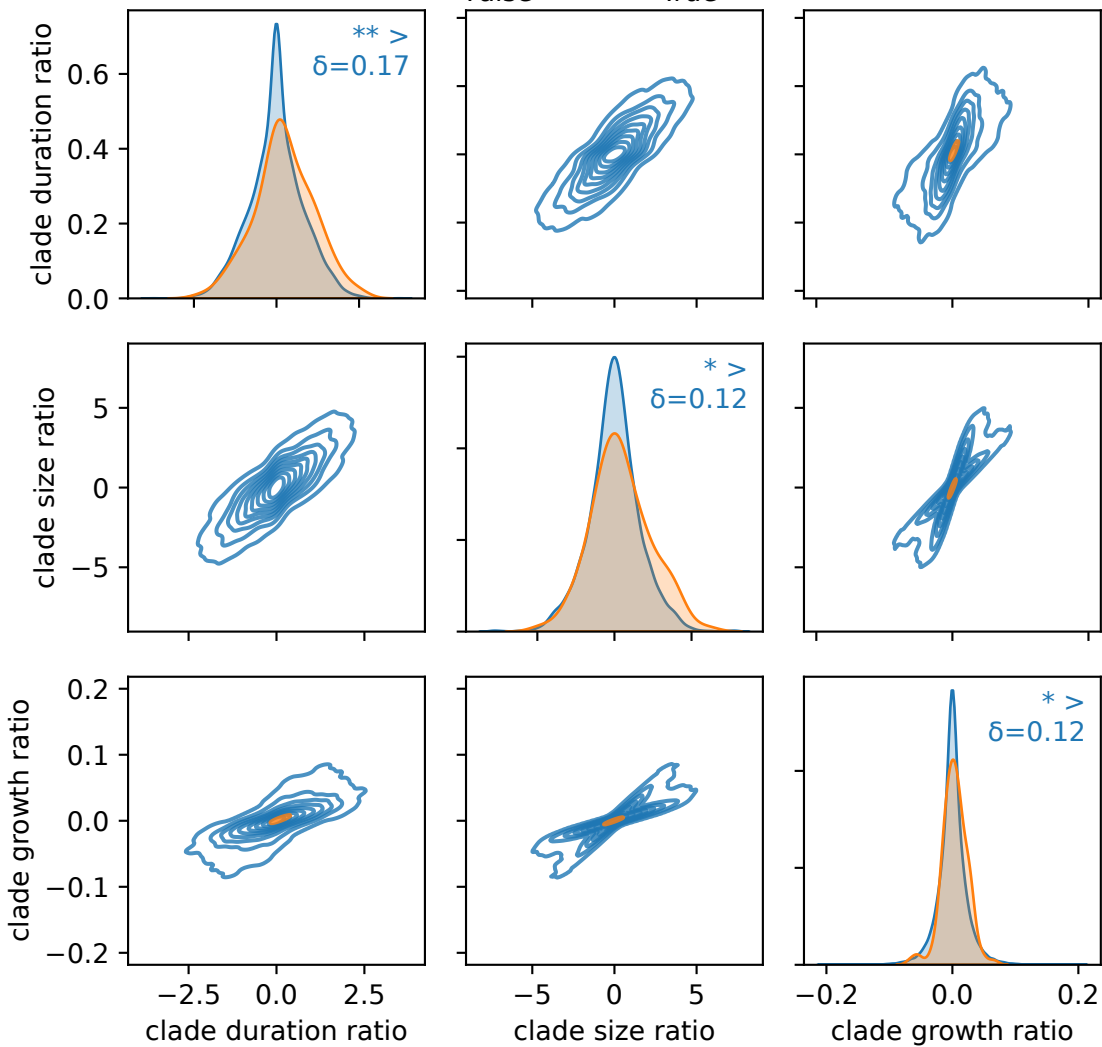 clade duration ratio
0.6
0.4
0.2
0.0
** >
δ=0.17
clade size ratio
5
0
−5
* >
δ=0.12
clade growth ratio
0.2
0.1
0.0
−0.1
−0.2
* >
δ=0.12
−2.5 0.0 2.5
−5 0 5
−0.2 0.0 0.2
clade duration ratio
clade size ratio
clade growth ratio